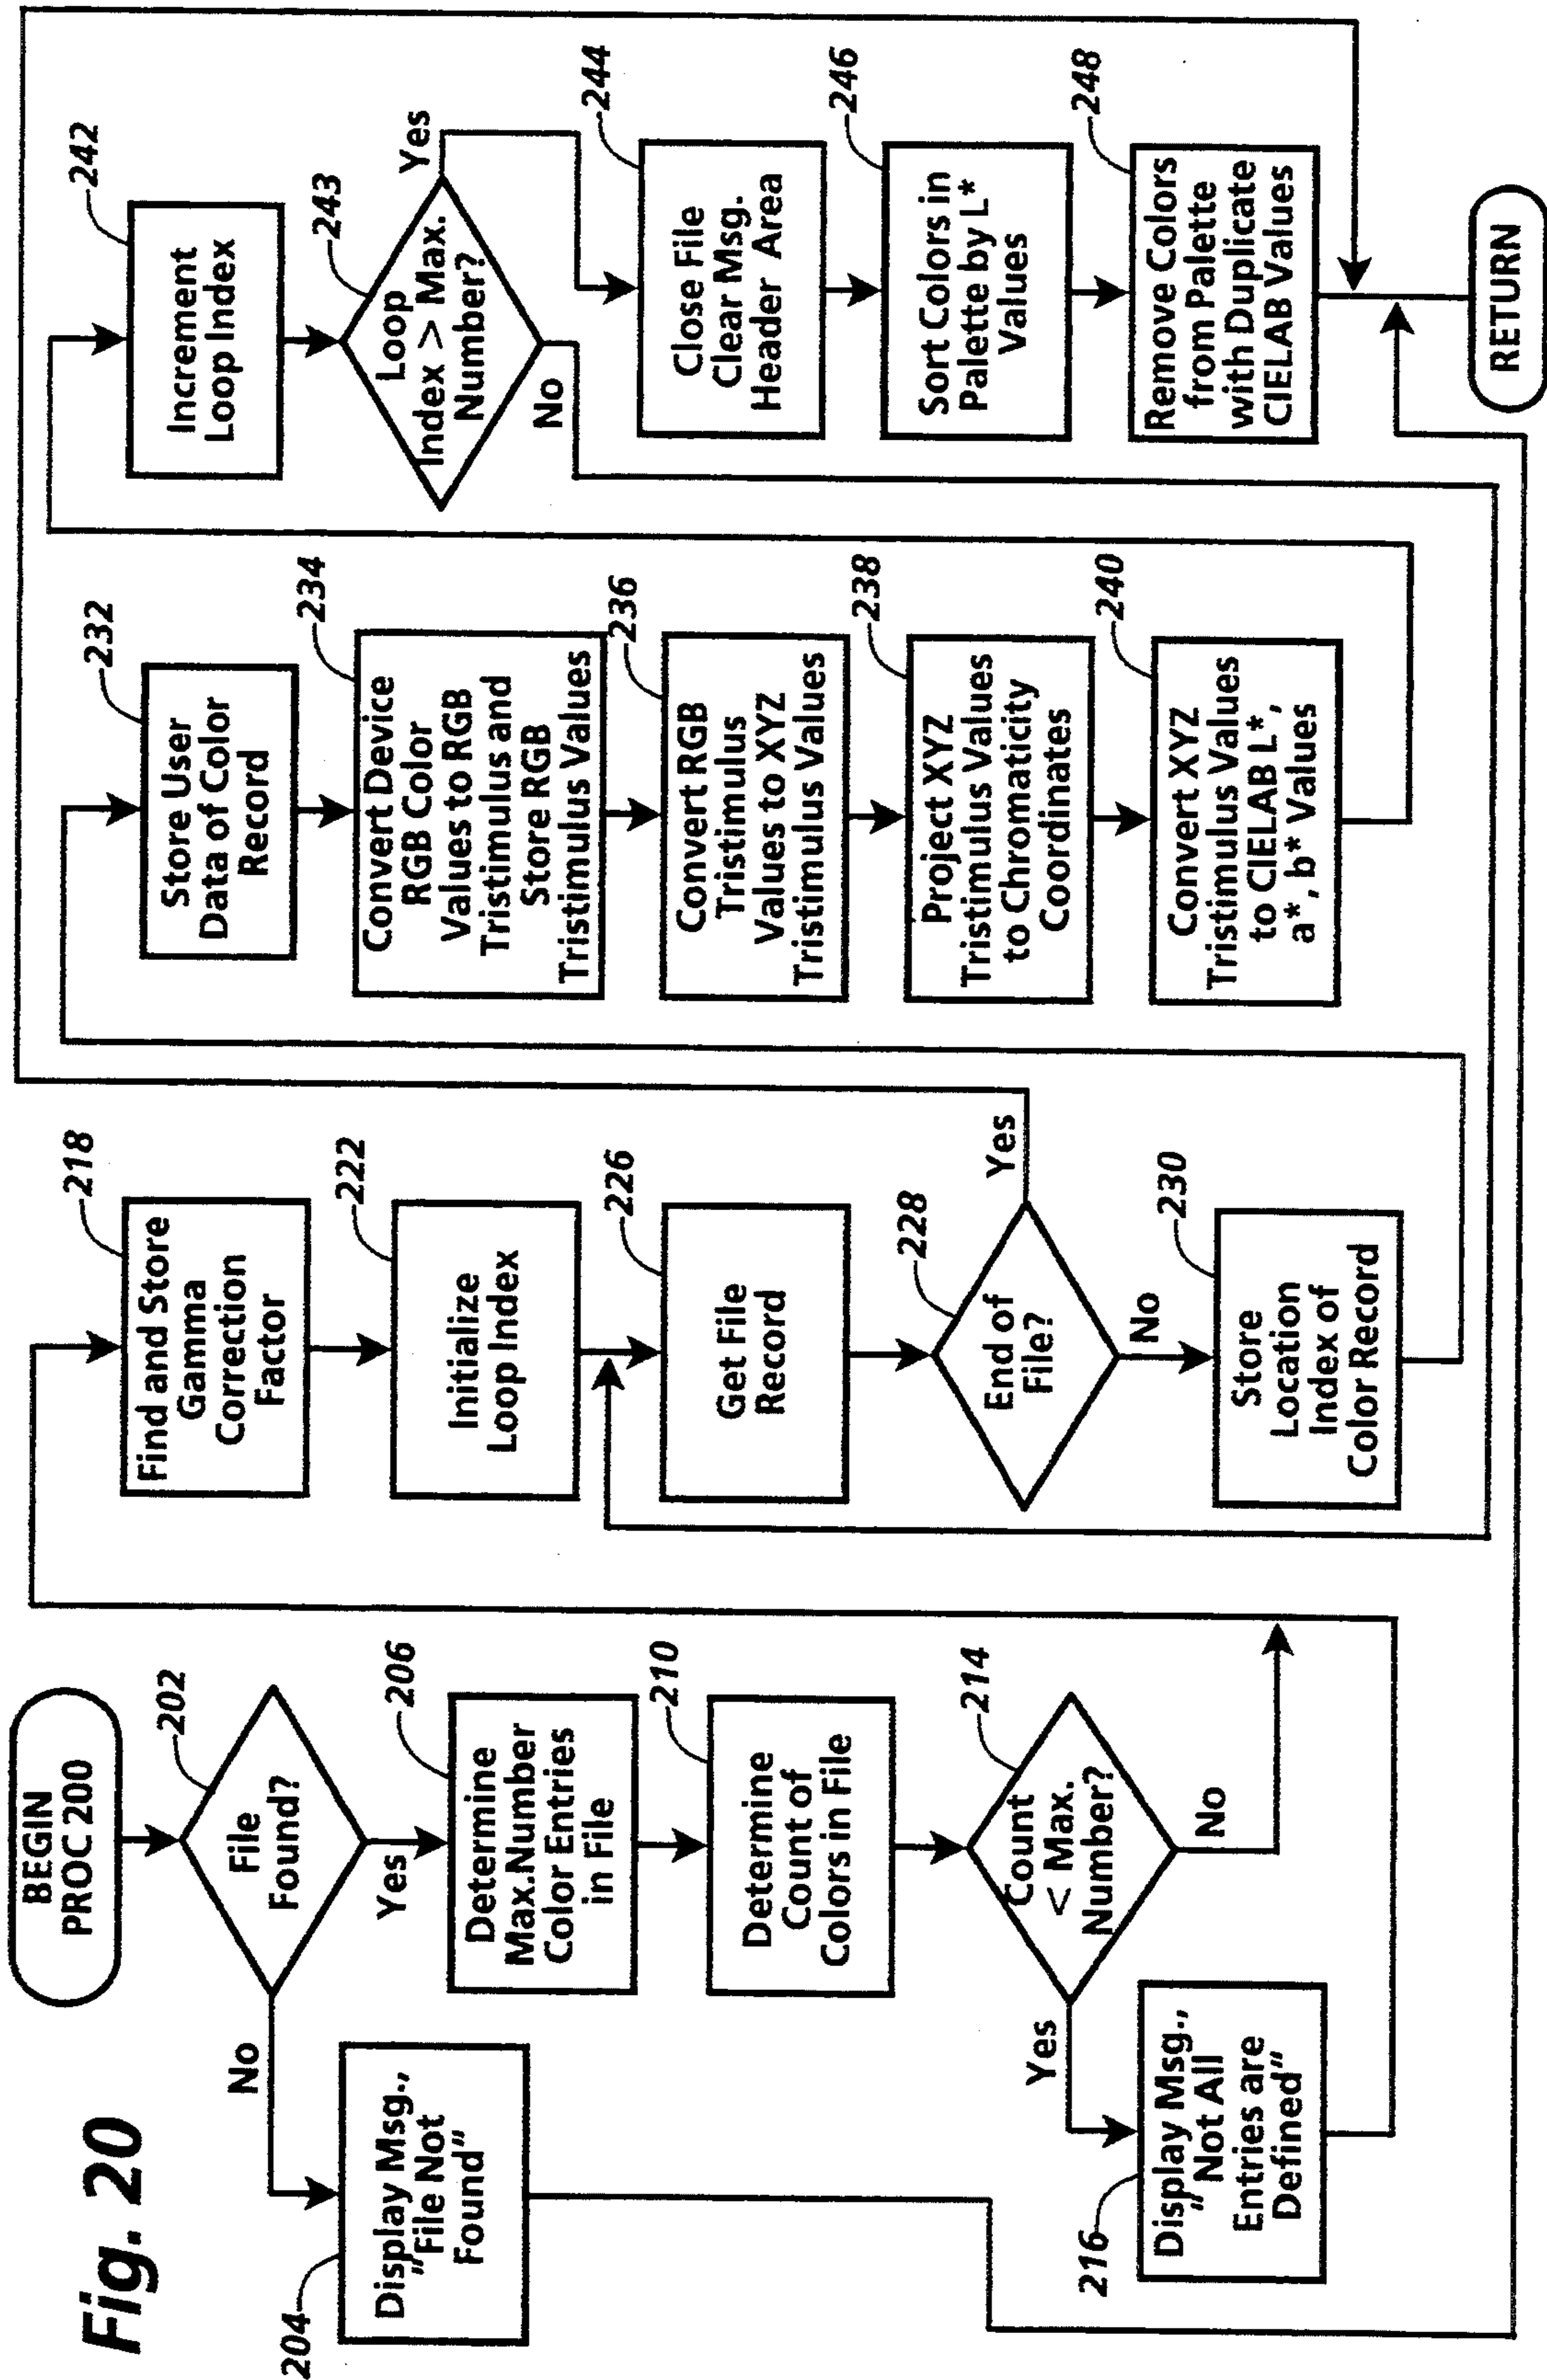 Fig. 20
BEGIN
PROC 200
202
File
Found?
No
Yes
204
Display Msg.,
"File Not
Found"
206
Determine
Max.Number
Color Entries
in File
210
Determine
Count of
Colors in File
214
Count
< Max.
Number?
Yes
No
216
Display Msg.,
"Not All
Entries are
Defined"
218
Find and Store
Gamma
Correction
Factor
222
Initialize
Loop Index
226
Get File
Record
228
End of
File?
Yes
No
230
Store
Location
Index of
Color Record
232
Store User
Data of Color
Record
234
Convert Device
RGB Color
Values to RGB
Tristimulus and
Store RGB
Tristimulus Values
236
Convert RGB
Tristimulus
Values to XYZ
Tristimulus Values
238
Project XYZ
Tristimulus Values
to Chromaticity
Coordinates
240
Convert XYZ
Tristimulus Values
to CIELAB L*,
a*, b* Values
242
Increment
Loop Index
243
Loop
Index > Max.
Number?
Yes
No
244
Close File
Clear Msg.
Header Area
246
Sort Colors in
Palette by L*
Values
248
Remove Colors
from Palette
with Duplicate
CIELAB Values
RETURN